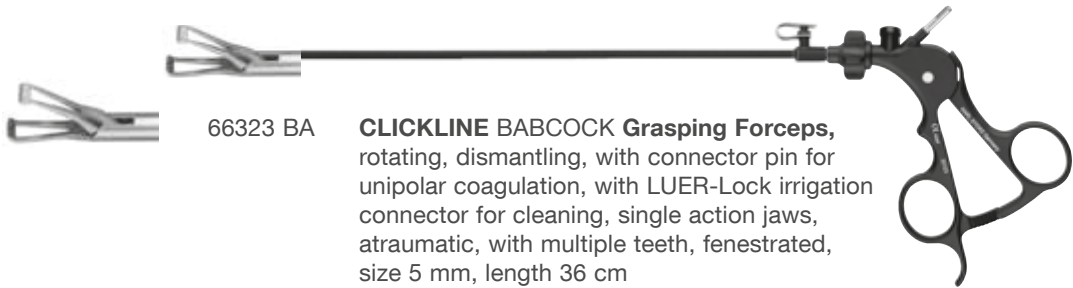 66323 BA CLICKLINE BABCOCK Grasping Forceps,
rotating, dismantling, with connector pin for
unipolar coagulation, with LUER-Lock irrigation
connector for cleaning, single action jaws,
atraumatic, with multiple teeth, fenestrated,
size 5 mm, length 36 cm